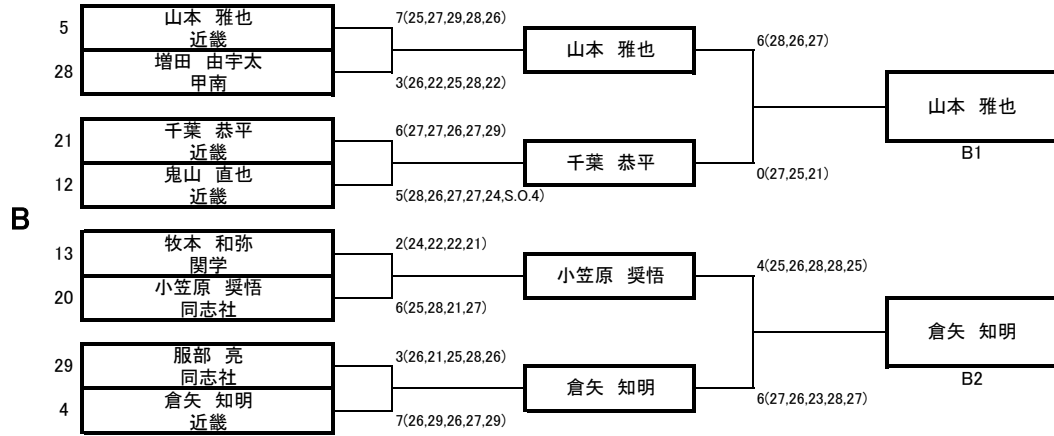 B
5
山本 雅也
近畿
28
増田 由宇太
甲南
7(25,27,29,28,26)
3(26,22,25,28,22)
21
千葉 恭平
近畿
12
鬼山 直也
近畿
6(27,27,26,27,29)
5(28,26,27,27,24,S.O.4)
13
牧本 和弥
関学
20
小笠原 奨悟
同志社
2(24,22,22,21)
6(25,28,21,27)
29
服部 亮
同志社
4
倉矢 知明
近畿
3(26,21,25,28,26)
7(26,29,26,27,29)
山本 雅也
千葉 恭平
6(28,26,27)
0(27,25,21)
小笠原 奨悟
倉矢 知明
4(25,26,28,28,25)
6(27,26,23,28,27)
山本 雅也
B1
倉矢 知明
B2